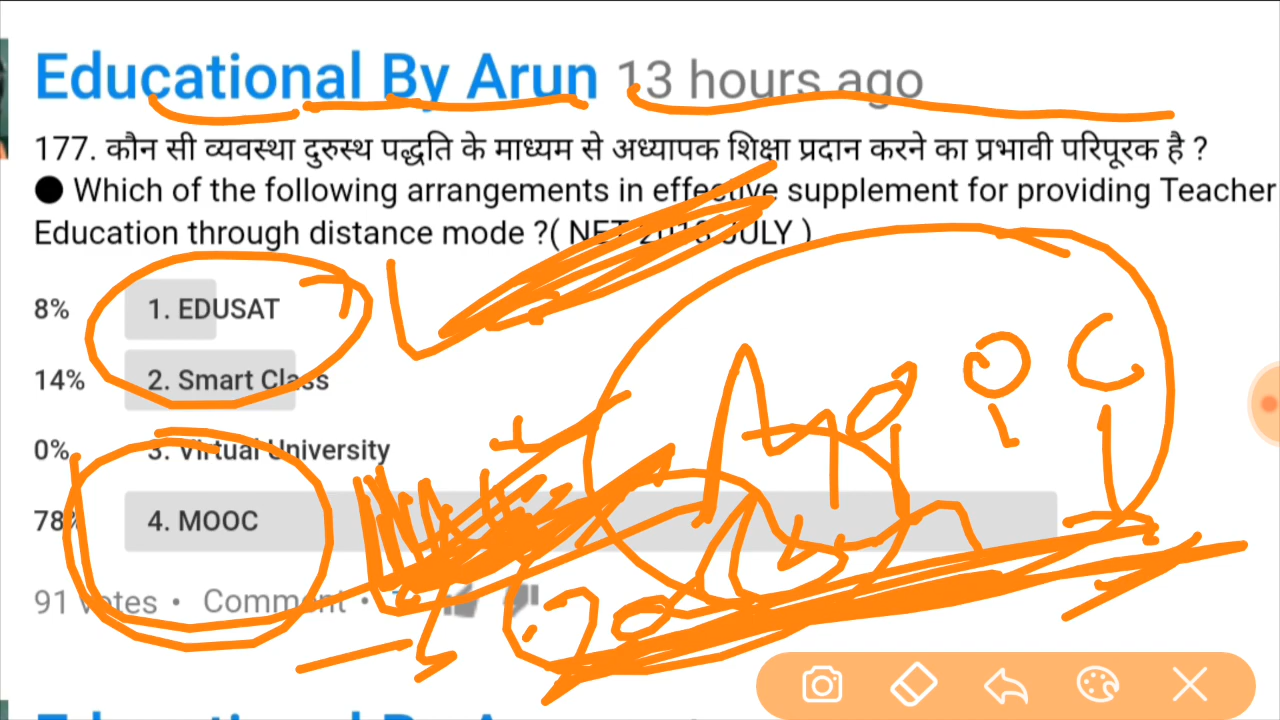 Educational By Arun 13 hours ago
177. कौन सी व्यवस्था दुरुस्थ पद्धति के माध्यम से अध्यापक शिक्षा प्रदान करने का प्रभावी परिपूरक है ?
● Which of the following arrangements in effective supplement for providing Teacher
Education through distance mode ?( NET JULY )
8% 1. EDUSAT
14% 2. Smart Class
0% 3. Virtual University
78% 4. MOOC
91 votes • Comment •